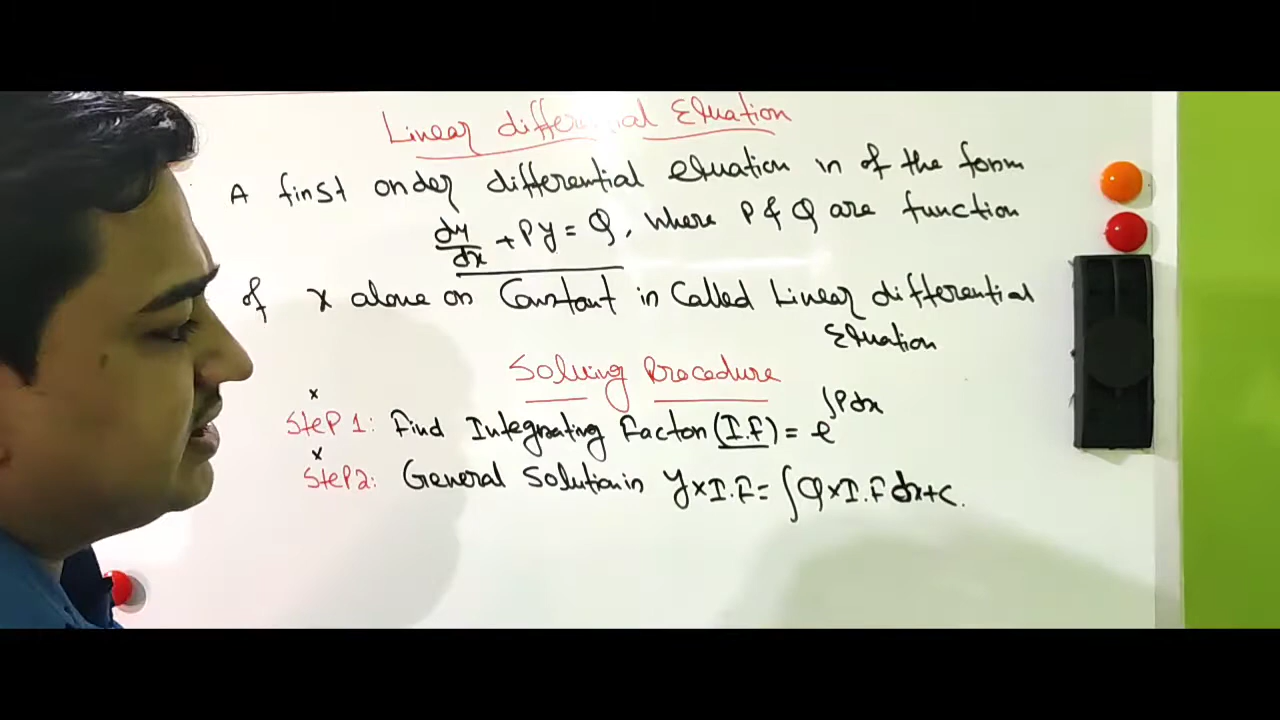 Linear differential Equation
A first order differential equation is of the form
dy/dx + Py = Q, where P & Q are function
of x alone or Constant is Called Linear differential
Equation
Solving Procedure
x
Step 1: Find Integrating Factor (I.F) = e^∫Pdx
x
Step 2: General Solution is y×I.F = ∫Q×I.F dx+c.